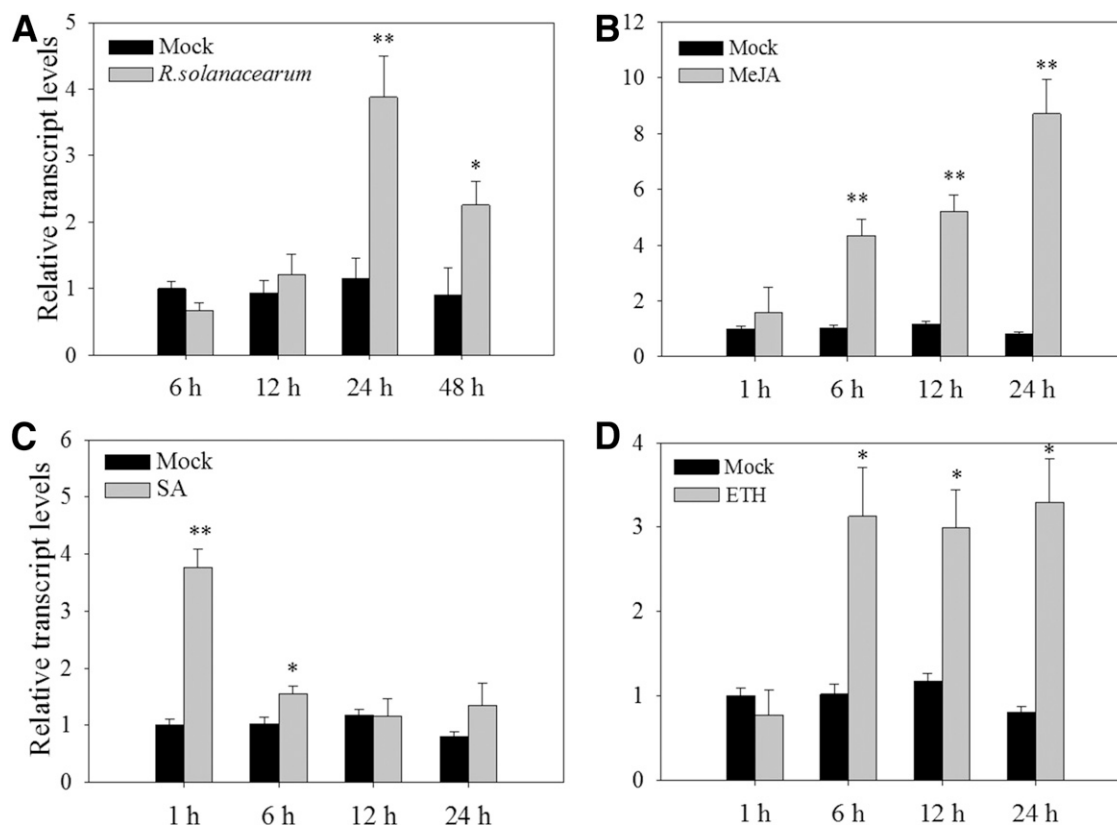 A
Relative transcript levels
5
4
3
2
1
0
Mock
R.solanacearum
**
*
6 h 12 h 24 h 48 h
B
12
10
8
6
4
2
0
Mock
MeJA
**
**
**
1 h 6 h 12 h 24 h
C
Relative transcript levels
6
5
4
3
2
1
0
Mock
SA
**
*
1 h 6 h 12 h 24 h
D
4
3
2
1
0
Mock
ETH
*
*
*
1 h 6 h 12 h 24 h